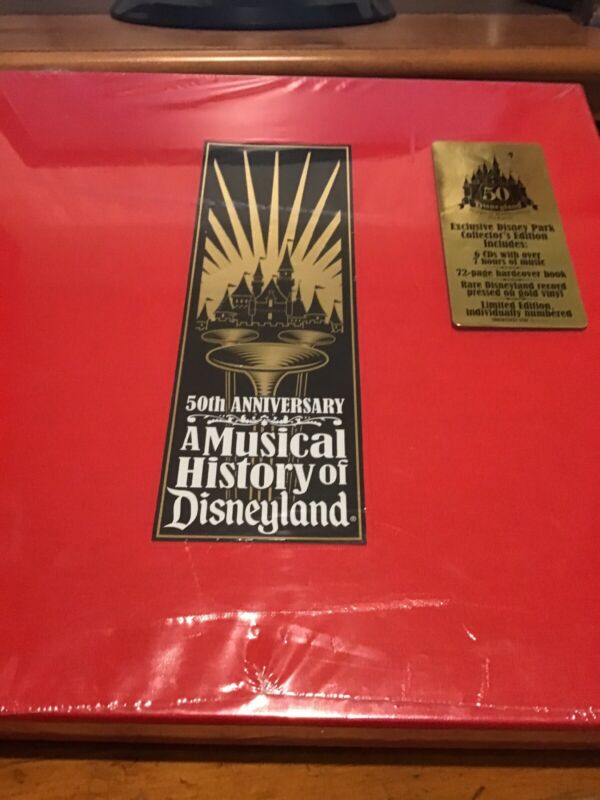 50th ANNIVERSARY
A Musical
History of
Disneyland®
50
Disneyland
Exclusive Disney Park
Collector's Edition
Includes:
6 CDs with over
7 hours of music
72-page hardcover book
Rare Disneyland record
pressed on gold vinyl
Limited Edition
individually numbered